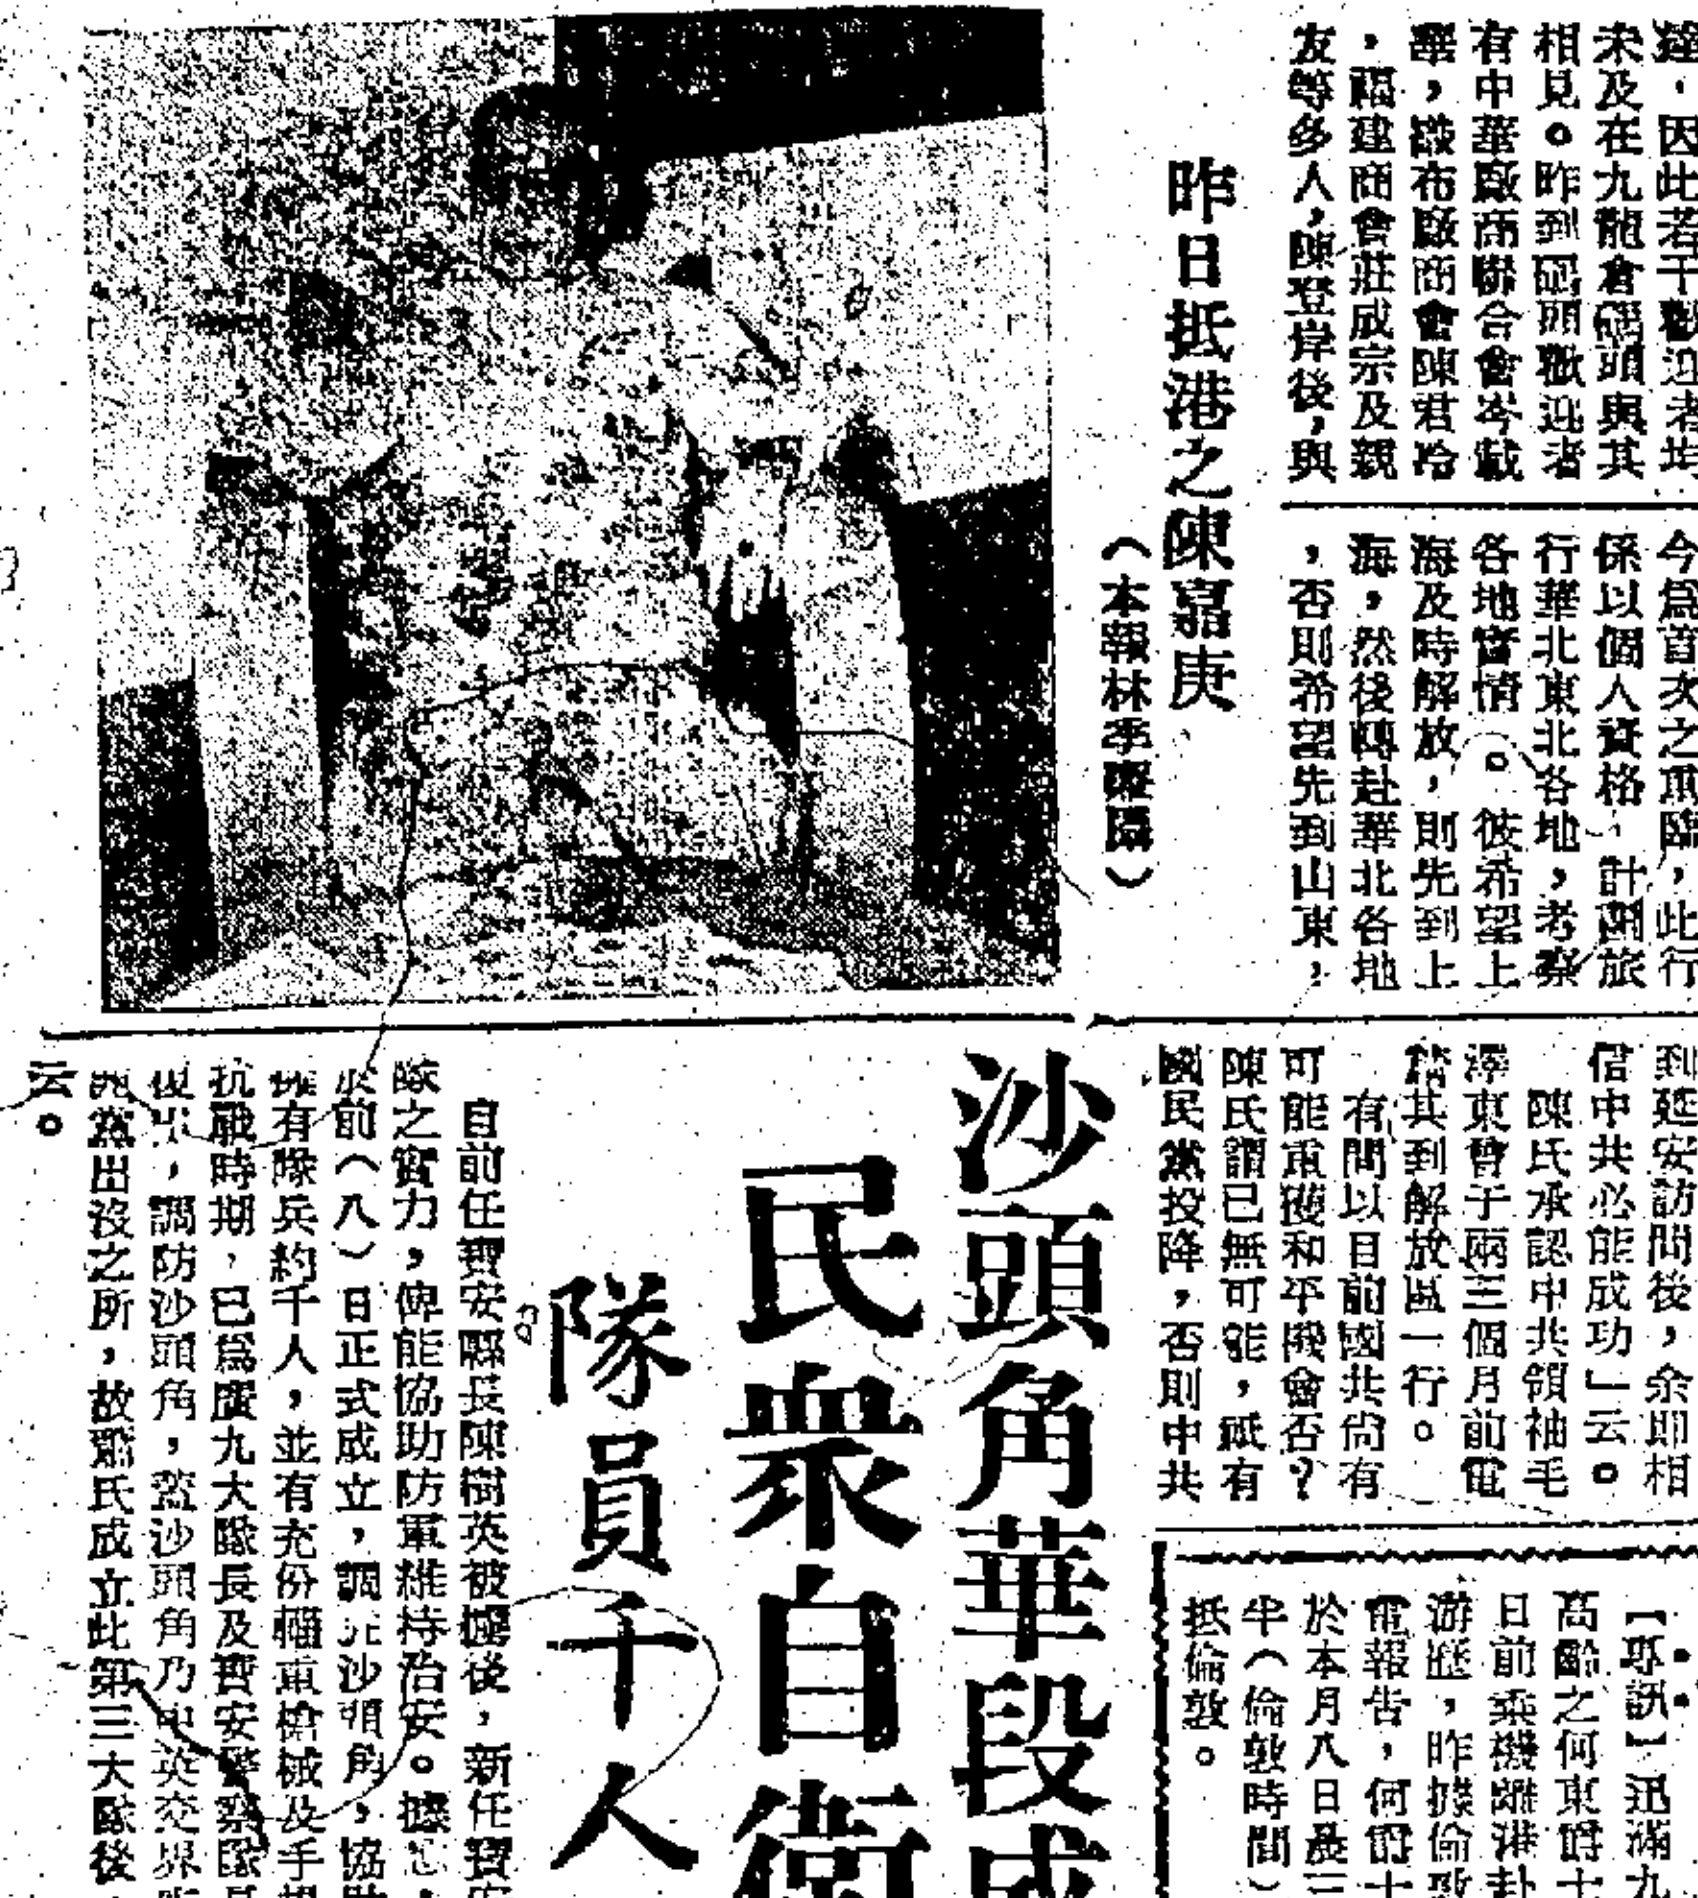 達，因此若干歡迎者均
未及在九龍倉碼頭與其
相見。昨到碼頭歡迎者
有中華廠商聯合會岑載
華，織布廠商會陳君冷
，福建商會莊成宗及親
友等多人，陳登岸後，與
今爲首次之重臨，此行
係以個人資格，計劃旅
行華北東北各地，考察
各地實情。彼希望上
海及時解放，則先到上
海，然後轉赴華北各地
，否則希望先到山東，
昨日抵港之陳嘉庚
（本報林季 攝）
到延安訪問後，余即相
信中共必能成功」云。
陳氏承認中共領袖毛
澤東曾于兩三個月前電
請其到解放區一行。
有問以目前國共尙有
可能重獲和平機會否？
陳氏謂已無可能，祗有
國民黨投降，否則中共
沙頭角華段成
民衆自衛
隊員千人
自前任寶安縣長陳樹英被 後，新任寶安
隊之實力，俾能協助防軍維持治安。據悉，
於前（八）日正式成立，調 沙頭角，協助
擁有隊兵約千人，並有充份輜重槍械及手提
抗戰時期，已爲廣九大隊長及寶安警察隊長
，調防沙頭角，蓋沙頭角乃中英交界
黨出沒之所，故蕭氏成立此第三大隊後，
云。
【專訊】迅滿九
高齡之何東爵士
日前乘機離港赴
游歷，昨據倫敦
電報告，何爵士
於本月八日晨三
半（倫敦時間）
抵倫敦。